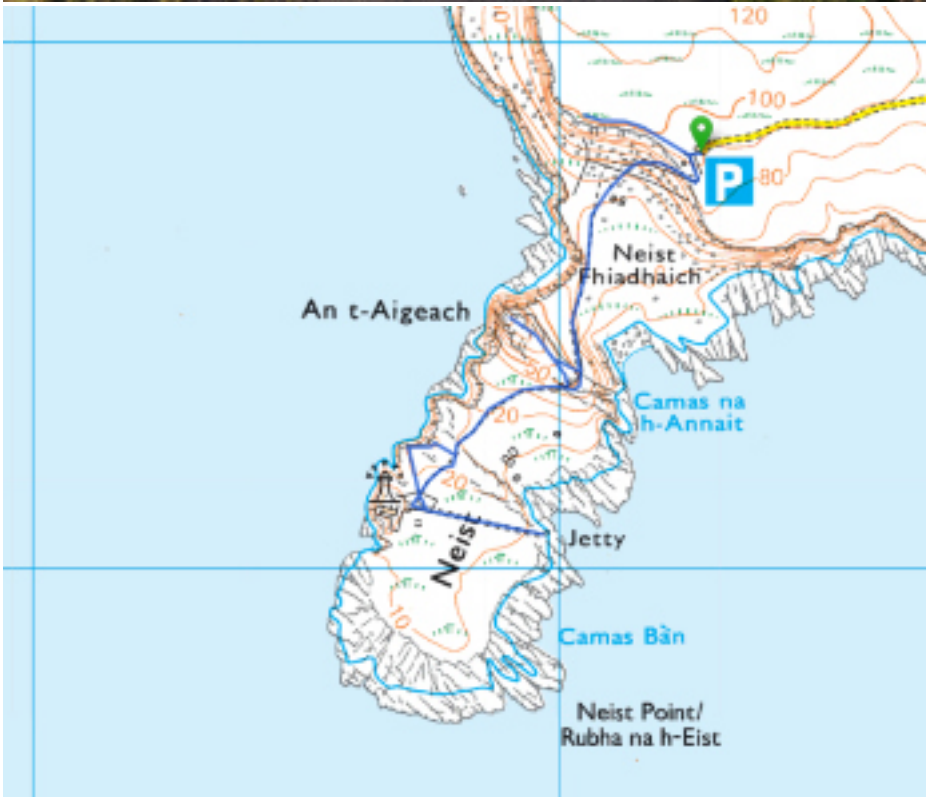 120
100
P
80
Neist
Fhiadhaich
An t-Aigeach
50
Camas na
h-Annait
20
20
Neist
Jetty
10
Camas Bàn
Neist Point/
Rubha na h-Eist